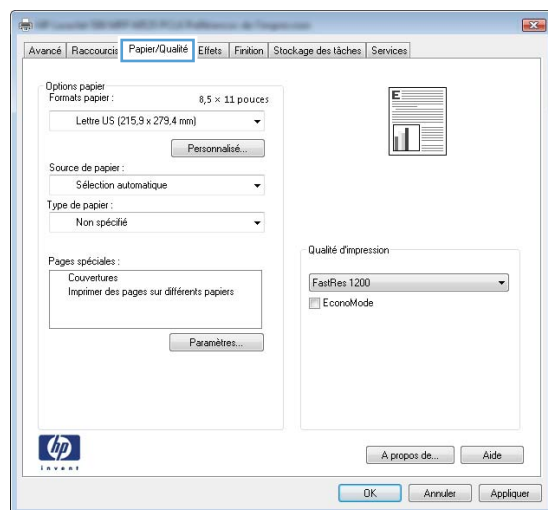 Avancé Raccourcis Papier/Qualité Effets Finition Stockage des tâches Services
Options papier
Formats papier : 8,5 × 11 pouces
Lettre US (215,9 x 279,4 mm)
Personnalisé...
Source de papier :
Sélection automatique
Type de papier :
Non spécifié
Pages spéciales :
Couvertures
Imprimer des pages sur différents papiers
Paramètres...
E
Qualité d'impression
FastRes 1200
EconoMode
hp
invent
A propos de... Aide
OK Annuler Appliquer